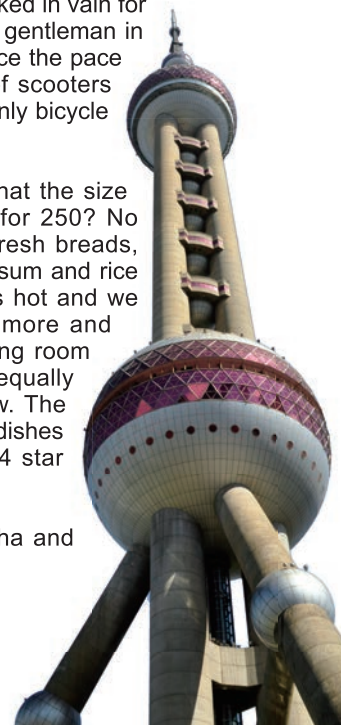 ked in vain for
gentleman in
ce the pace
f scooters
nly bicycle
hat the size
for 250? No
resh breads,
sum and rice
s hot and we
more and
ng room
equally
w. The
dishes
4 star
na and